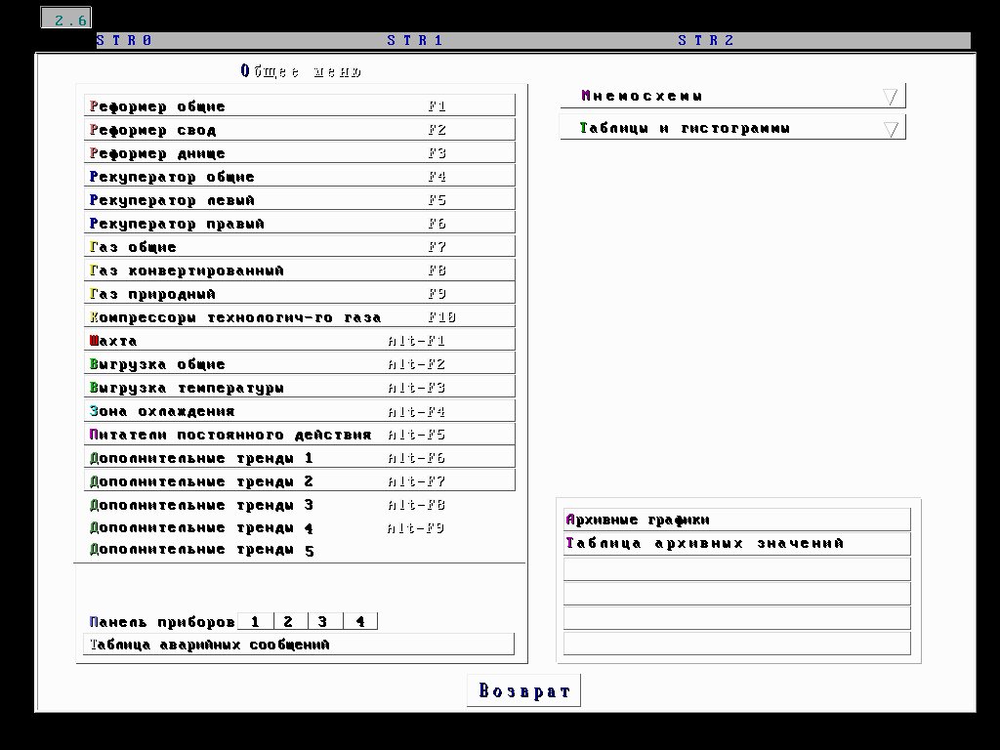 2.6
STR0 STR1 STR2
Общее меню
Реформер общие F1
Реформер свод F2
Реформер днище F3
Рекуператор общие F4
Рекуператор левый F5
Рекуператор правый F6
Газ общие F7
Газ конвертированный F8
Газ природный F9
Компрессоры технологич-го газа F10
Шахта Alt-F1
Выгрузка общие Alt-F2
Выгрузка температуры Alt-F3
Зона охлаждения Alt-F4
Питатели постоянного действия Alt-F5
Дополнительные тренды 1 Alt-F6
Дополнительные тренды 2 Alt-F7
Дополнительные тренды 3 Alt-F8
Дополнительные тренды 4 Alt-F9
Дополнительные тренды 5
Панель приборов 1 2 3 4
Таблица аварийных сообщений
Мнемосхемы
Таблицы и гистограммы
Архивные графики
Таблица архивных значений
Возврат